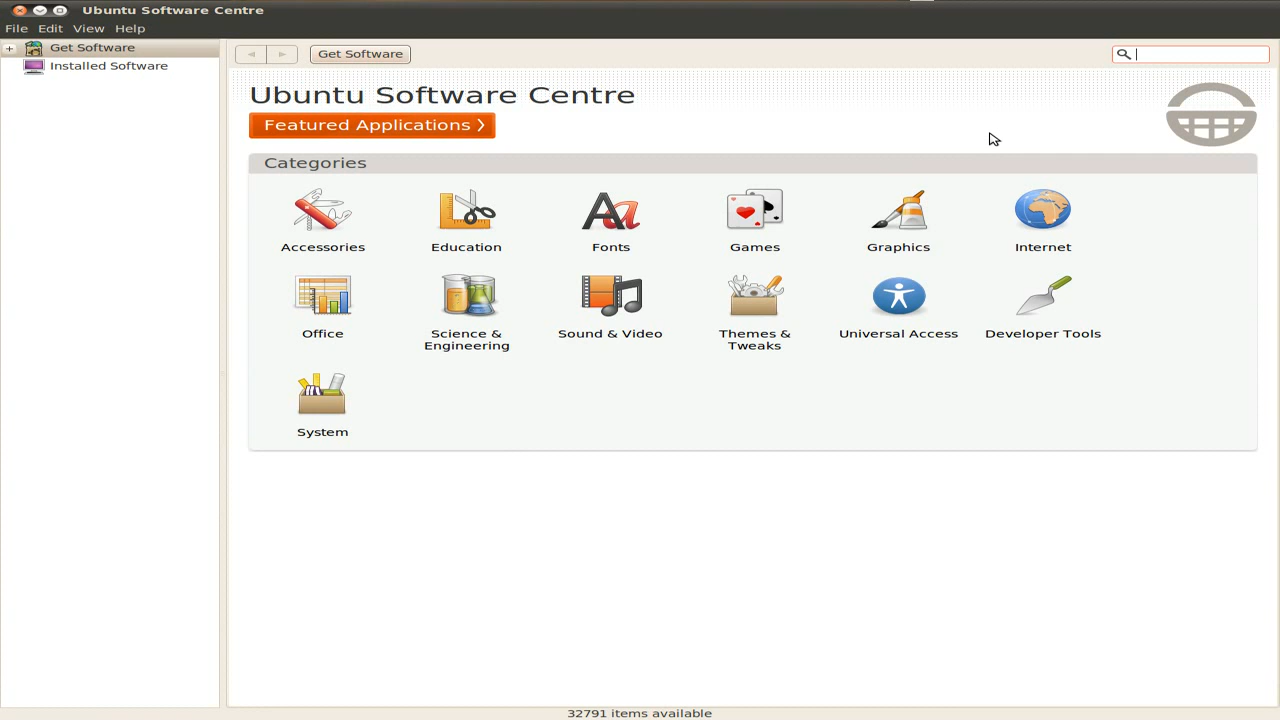 Ubuntu Software Centre
File Edit View Help
Get Software
Installed Software
Get Software
Ubuntu Software Centre
Featured Applications
Categories
Accessories
Education
Fonts
Games
Graphics
Internet
Office
Science &
Engineering
Sound & Video
Themes &
Tweaks
Universal Access
Developer Tools
System
32791 items available